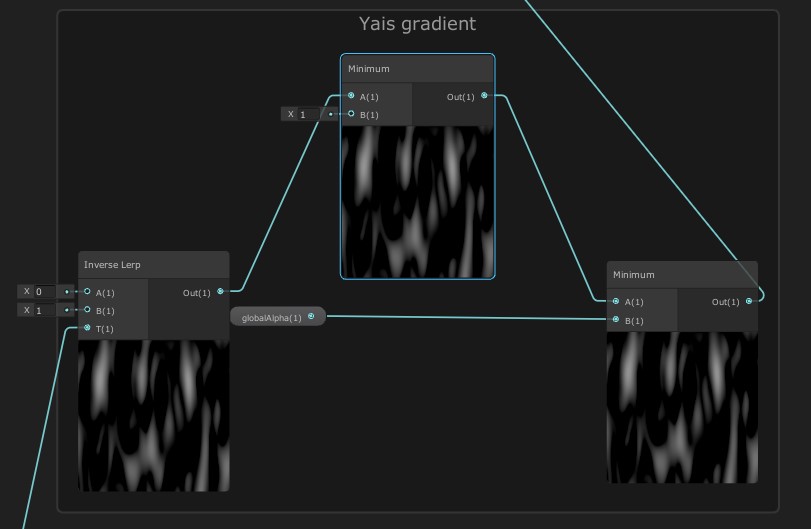 Yais gradient
Minimum
A(1) Out(1)
X 1 B(1)
Inverse Lerp
X 0 A(1) Out(1)
X 1 B(1)
T(1)
globalAlpha(1)
Minimum
A(1) Out(1)
B(1)